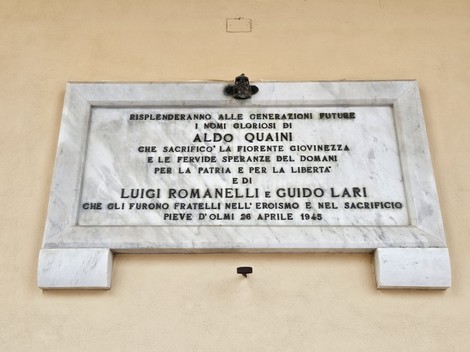 RISPLENDERANNO ALLE GENERAZIONI FUTURE
I NOMI GLORIOSI DI
ALDO QUAINI
CHE SACRIFICO' LA FIORENTE GIOVINEZZA
E LE FERVIDE SPERANZE DEL DOMANI
PER LA PATRIA E PER LA LIBERTA'
E DI
LUIGI ROMANELLI E GUIDO LARI
CHE GLI FURONO FRATELLI NELL'EROISMO E NEL SACRIFICIO
PIEVE D'OLMI 26 APRILE 1945